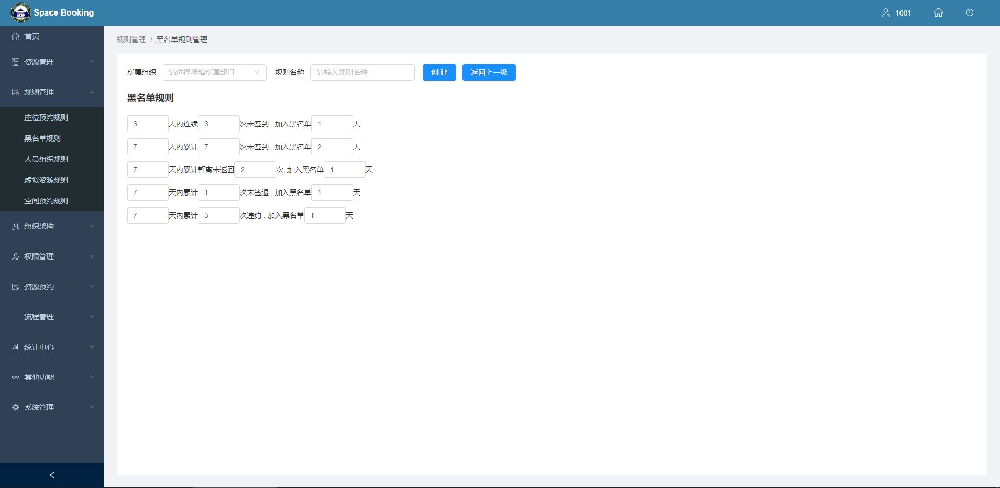 Space Booking
1001
首页
资源管理
规则管理
座位预约规则
黑名单规则
人员组织规则
虚拟资源规则
空间预约规则
组织架构
权限管理
资源预约
流程管理
统计中心
其他功能
系统管理
规则管理 / 黑名单规则管理
所属组织 请选择场馆所属部门 规则名称 请输入规则名称 创 建 返回上一级
黑名单规则
3 天内连续 3 次未签到 , 加入黑名单 1 天
7 天内累计 7 次未签到 , 加入黑名单 2 天
7 天内累计暂离未返回 2 次, 加入黑名单 1 天
7 天内累计 1 次未签退 , 加入黑名单 1 天
7 天内累计 3 次违约 , 加入黑名单 1 天